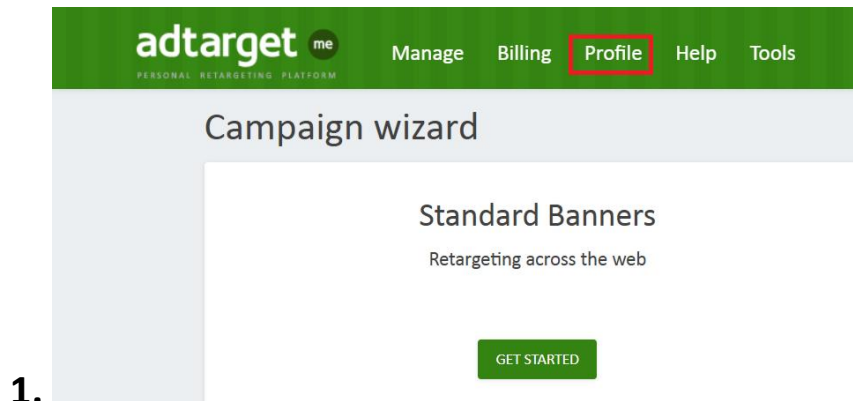 adtarget me
PERSONAL RETARGETING PLATFORM
Manage Billing Profile Help Tools
Campaign wizard
Standard Banners
Retargeting across the web
GET STARTED
1.